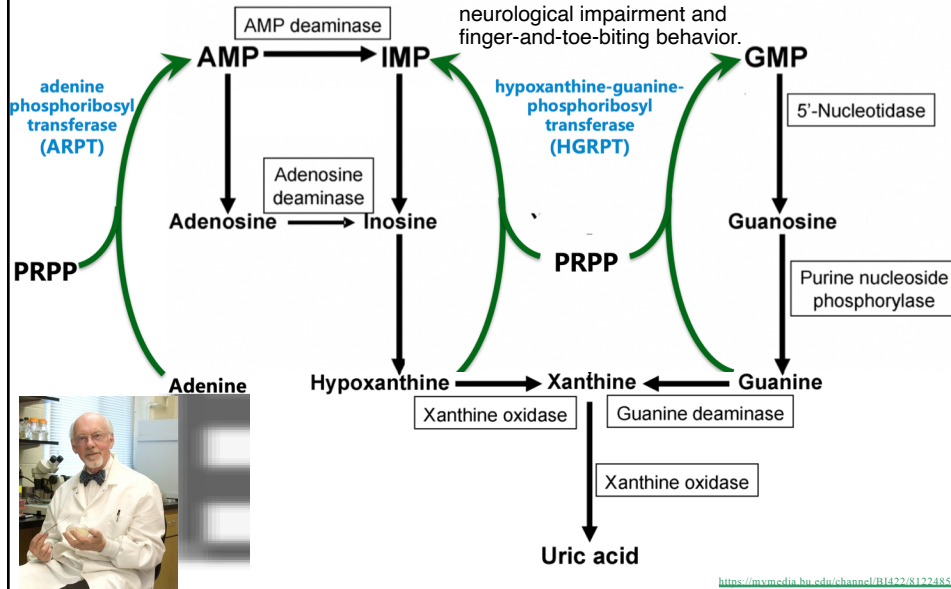 neurological impairment and
finger-and-toe-biting behavior.
AMP deaminase
AMP
IMP
GMP
adenine
phosphoribosyl
transferase
(ARPT)
hypoxanthine-guanine-
phosphoribosyl
transferase
(HGRPT)
5'-Nucleotidase
Adenosine
deaminase
Adenosine
Inosine
Guanosine
PRPP
PRPP
Purine nucleoside
phosphorylase
Adenine
Hypoxanthine
Xanthine
Guanine
Xanthine oxidase
Guanine deaminase
Xanthine oxidase
Uric acid
https://mymedia.bu.edu/channel/BI422/8122485